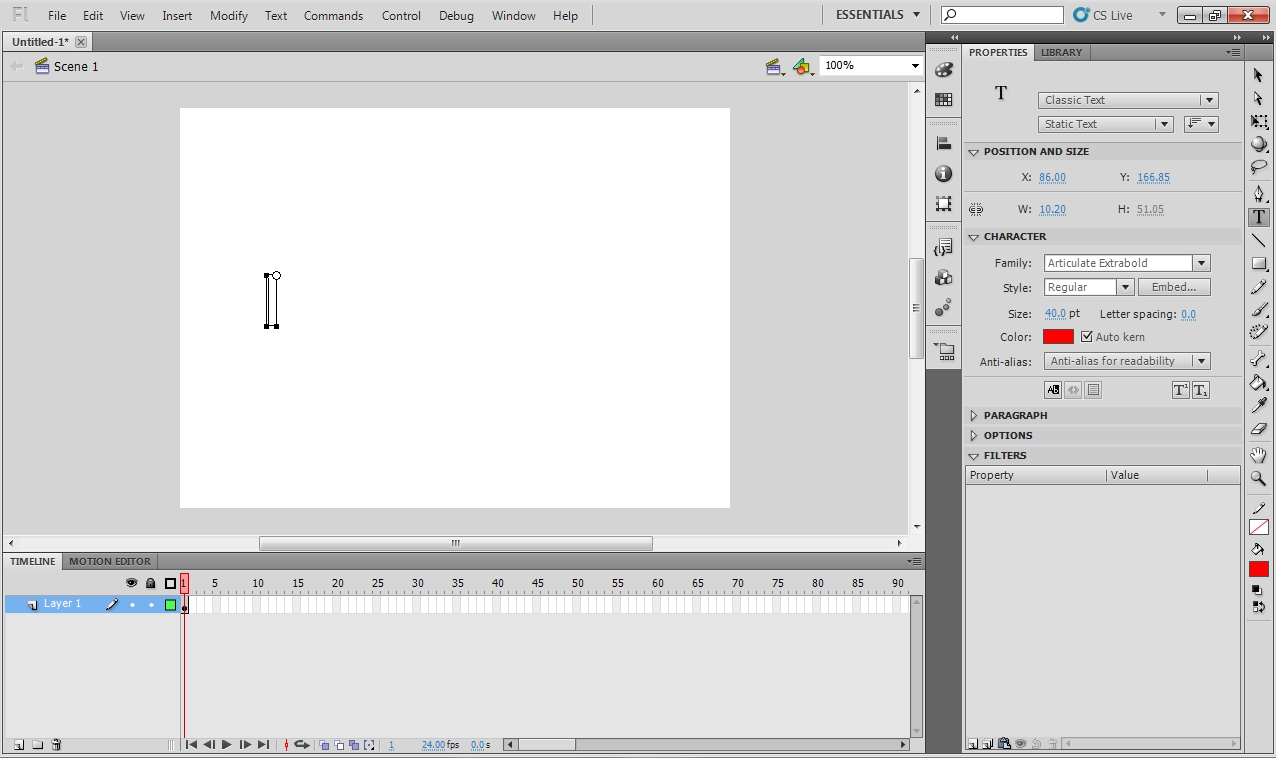 Fl File Edit View Insert Modify Text Commands Control Debug Window Help ESSENTIALS CS Live
Untitled-1*
Scene 1 100%
PROPERTIES LIBRARY
T
Classic Text
Static Text
POSITION AND SIZE
X: 86.00 Y: 166.85
W: 10.20 H: 51.05
CHARACTER
Family: Articulate Extrabold
Style: Regular Embed...
Size: 40.0 pt Letter spacing: 0.0
Color: Auto kern
Anti-alias: Anti-alias for readability
PARAGRAPH
OPTIONS
FILTERS
Property Value
TIMELINE MOTION EDITOR
1 5 10 15 20 25 30 35 40 45 50 55 60 65 70 75 80 85 90
Layer 1
1 24.00 fps 0.0 s